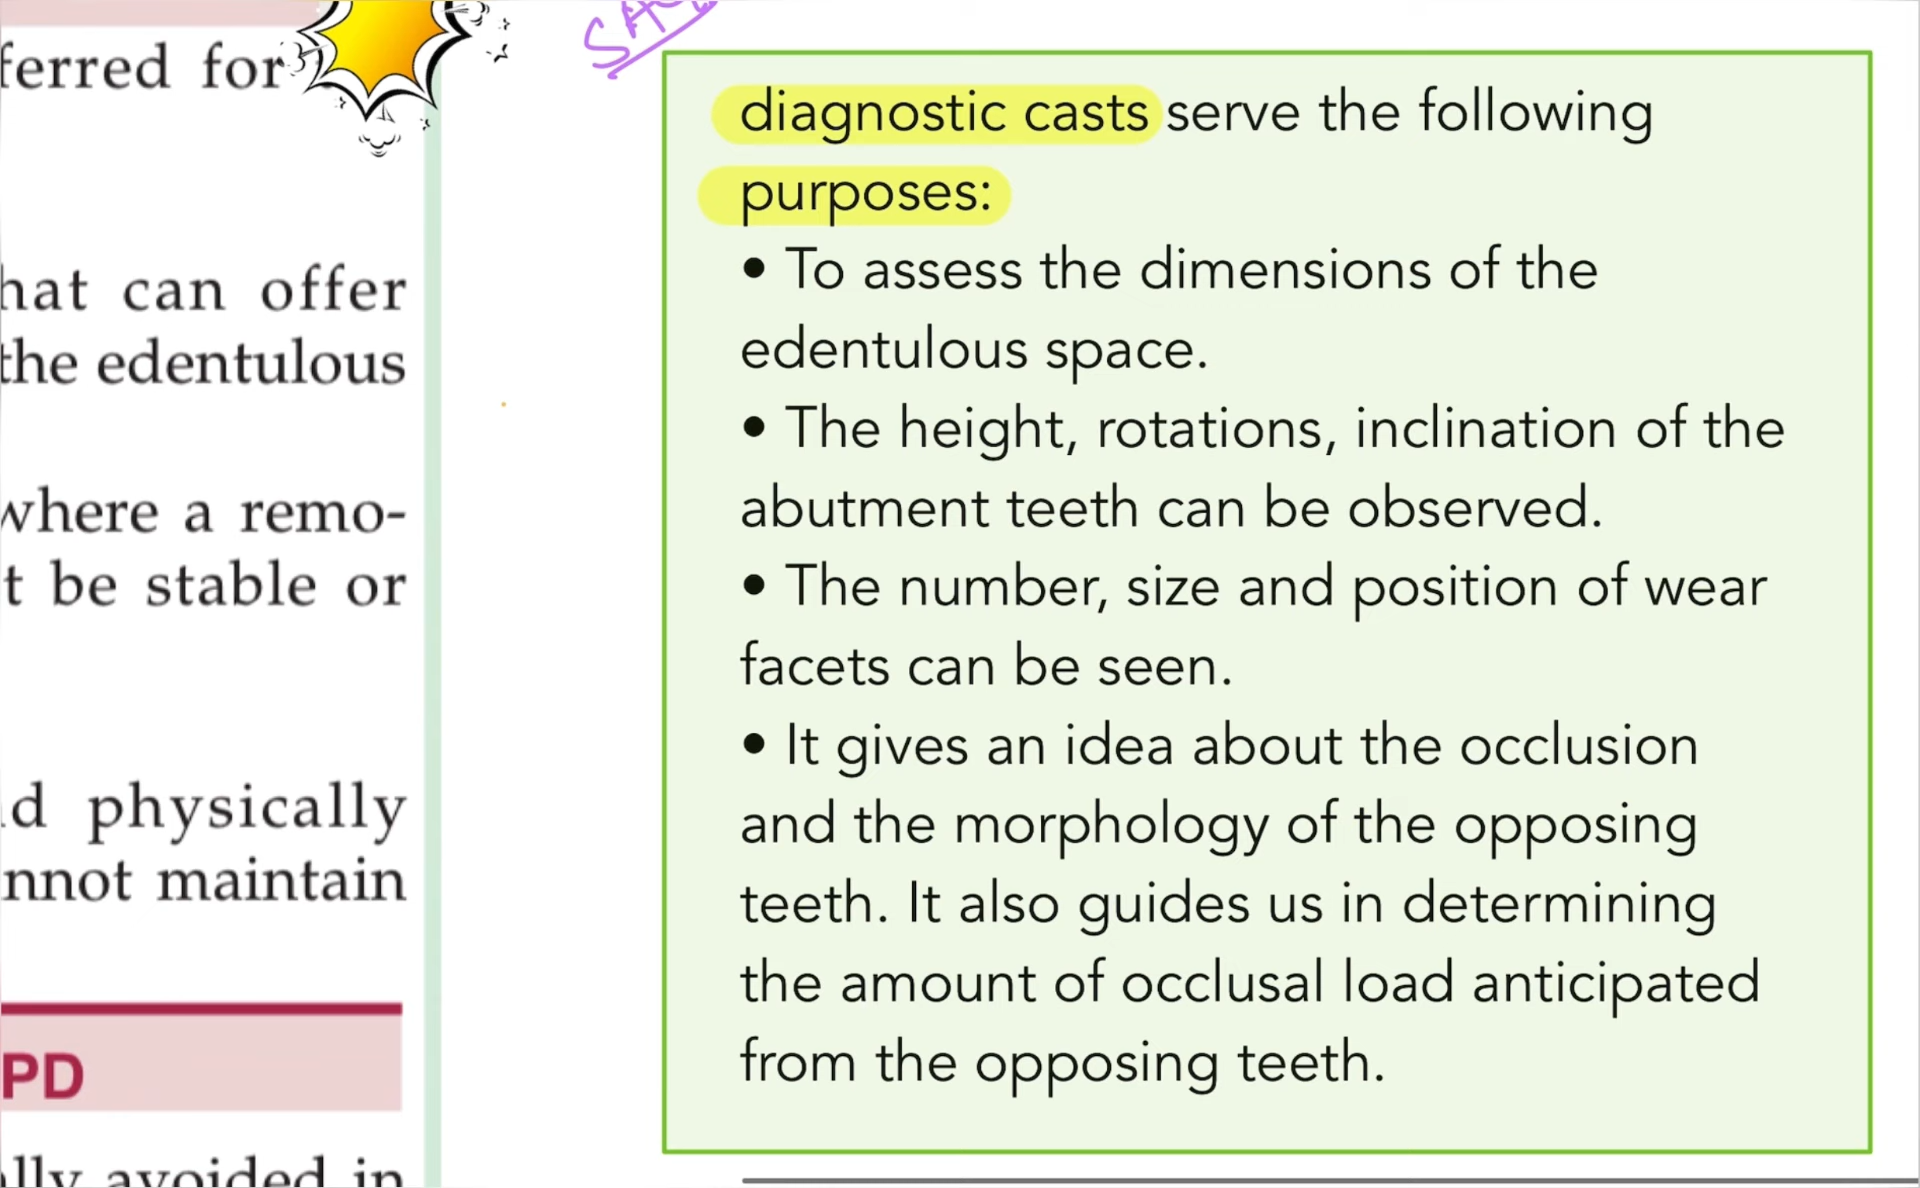 ferred for
hat can offer
the edentulous
where a remo-
t be stable or
d physically
nnot maintain
PD
lly avoided in
diagnostic casts serve the following
purposes:
• To assess the dimensions of the
edentulous space.
• The height, rotations, inclination of the
abutment teeth can be observed.
• The number, size and position of wear
facets can be seen.
• It gives an idea about the occlusion
and the morphology of the opposing
teeth. It also guides us in determining
the amount of occlusal load anticipated
from the opposing teeth.